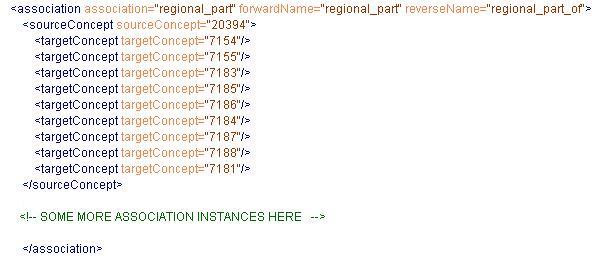 <association association="regional_part" forwardName="regional_part" reverseName="regional_part_of">
<sourceConcept sourceConcept="20394">
<targetConcept targetConcept="7154"/>
<targetConcept targetConcept="7155"/>
<targetConcept targetConcept="7183"/>
<targetConcept targetConcept="7185"/>
<targetConcept targetConcept="7186"/>
<targetConcept targetConcept="7184"/>
<targetConcept targetConcept="7187"/>
<targetConcept targetConcept="7188"/>
<targetConcept targetConcept="7181"/>
</sourceConcept>
<!-- SOME MORE ASSOCIATION INSTANCES HERE -->
</association>